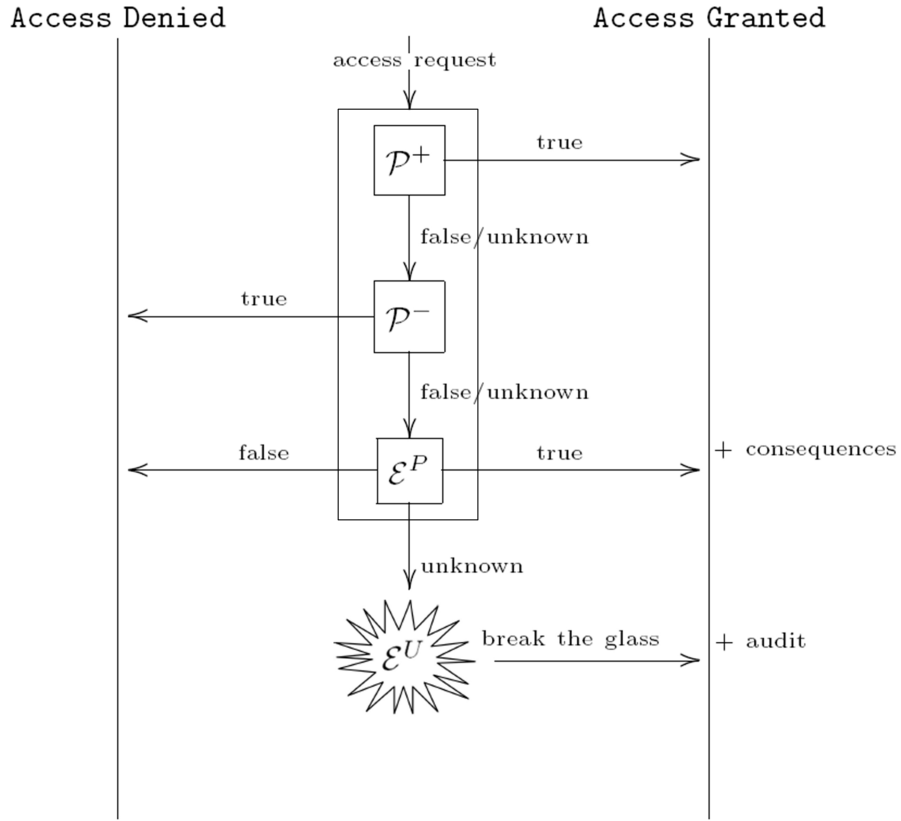 Access Denied
Access Granted
access request
𝒫⁺
true
false/unknown
true
𝒫⁻
false/unknown
false
ℰᴾ
true
+ consequences
unknown
ℰᵁ
break the glass
+ audit